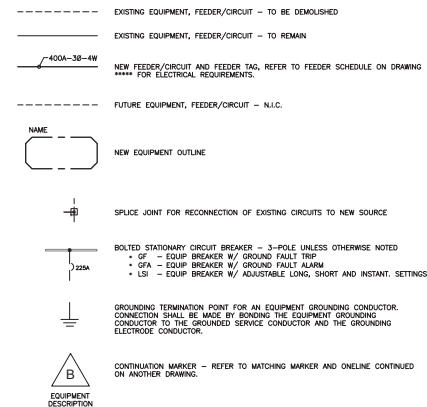 EXISTING EQUIPMENT, FEEDER/CIRCUIT – TO BE DEMOLISHED
EXISTING EQUIPMENT, FEEDER/CIRCUIT – TO REMAIN
400A-3Ø-4W
NEW FEEDER/CIRCUIT AND FEEDER TAG, REFER TO FEEDER SCHEDULE ON DRAWING
***** FOR ELECTRICAL REQUIREMENTS.
FUTURE EQUIPMENT, FEEDER/CIRCUIT – N.I.C.
NAME
NEW EQUIPMENT OUTLINE
SPLICE JOINT FOR RECONNECTION OF EXISTING CIRCUITS TO NEW SOURCE
BOLTED STATIONARY CIRCUIT BREAKER – 3-POLE UNLESS OTHERWISE NOTED
* GF – EQUIP BREAKER W/ GROUND FAULT TRIP
* GFA – EQUIP BREAKER W/ GROUND FAULT ALARM
* LSI – EQUIP BREAKER W/ ADJUSTABLE LONG, SHORT AND INSTANT. SETTINGS
225A
GROUNDING TERMINATION POINT FOR AN EQUIPMENT GROUNDING CONDUCTOR.
CONNECTION SHALL BE MADE BY BONDING THE EQUIPMENT GROUNDING
CONDUCTOR TO THE GROUNDED SERVICE CONDUCTOR AND THE GROUNDING
ELECTRODE CONDUCTOR.
B
CONTINUATION MARKER – REFER TO MATCHING MARKER AND ONELINE CONTINUED
ON ANOTHER DRAWING.
EQUIPMENT
DESCRIPTION